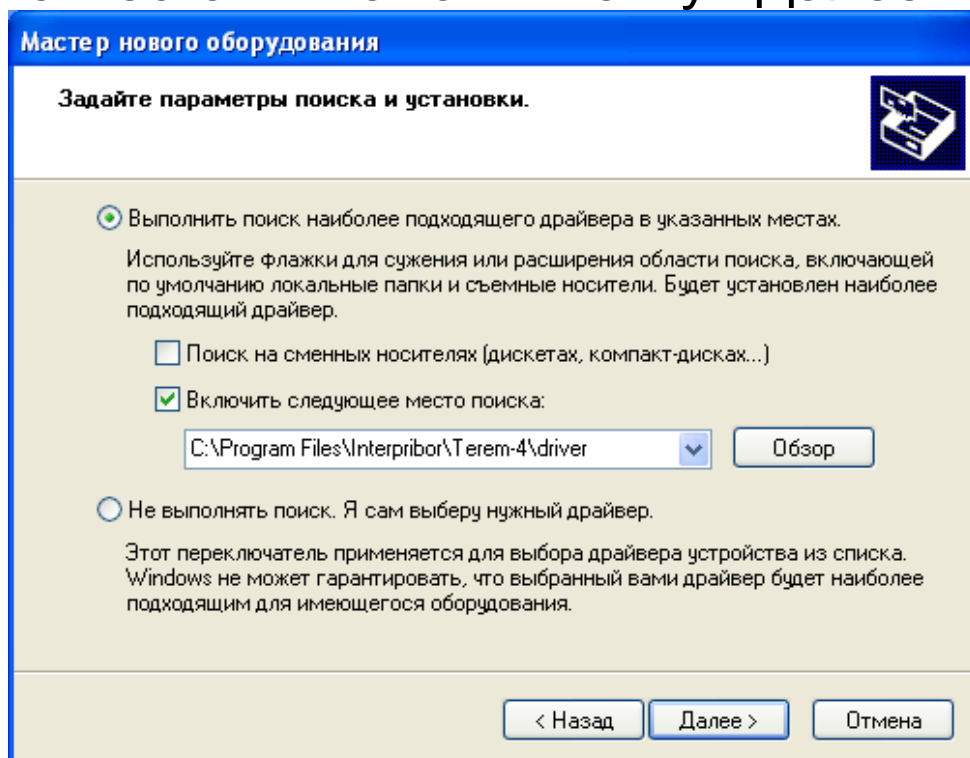 Мастер нового оборудования
Задайте параметры поиска и установки.
Выполнить поиск наиболее подходящего драйвера в указанных местах.
Используйте флажки для сужения или расширения области поиска, включающей
по умолчанию локальные папки и съемные носители. Будет установлен наиболее
подходящий драйвер.
Поиск на сменных носителях (дискетах, компакт-дисках...)
Включить следующее место поиска:
C:\Program Files\Interpribor\Terem-4\driver
Обзор
Не выполнять поиск. Я сам выберу нужный драйвер.
Этот переключатель применяется для выбора драйвера устройства из списка.
Windows не может гарантировать, что выбранный вами драйвер будет наиболее
подходящим для имеющегося оборудования.
< Назад
Далее >
Отмена